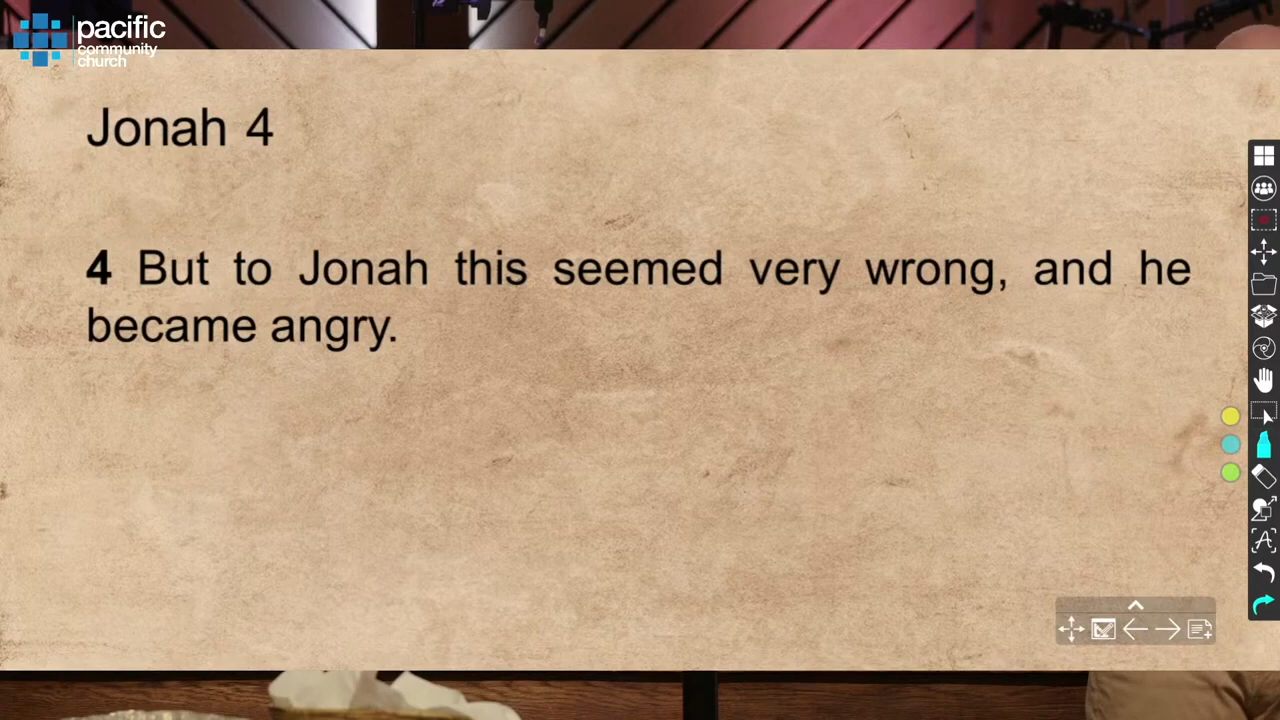 pacific
community
church
Jonah 4
4 But to Jonah this seemed very wrong, and he
became angry.